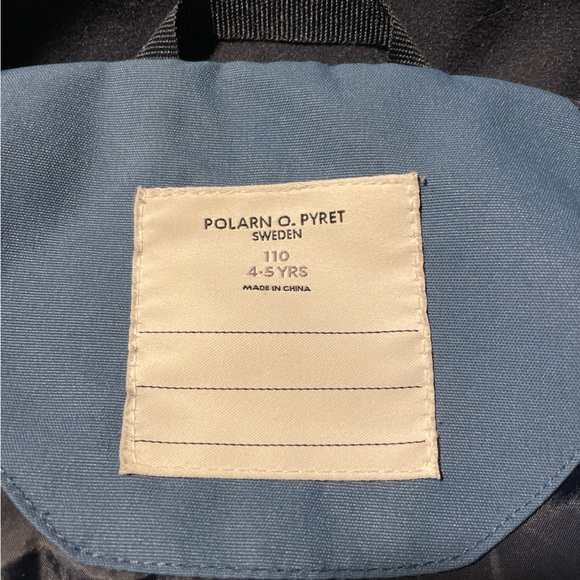 POLARN O. PYRET
SWEDEN
110
4-5 YRS
MADE IN CHINA